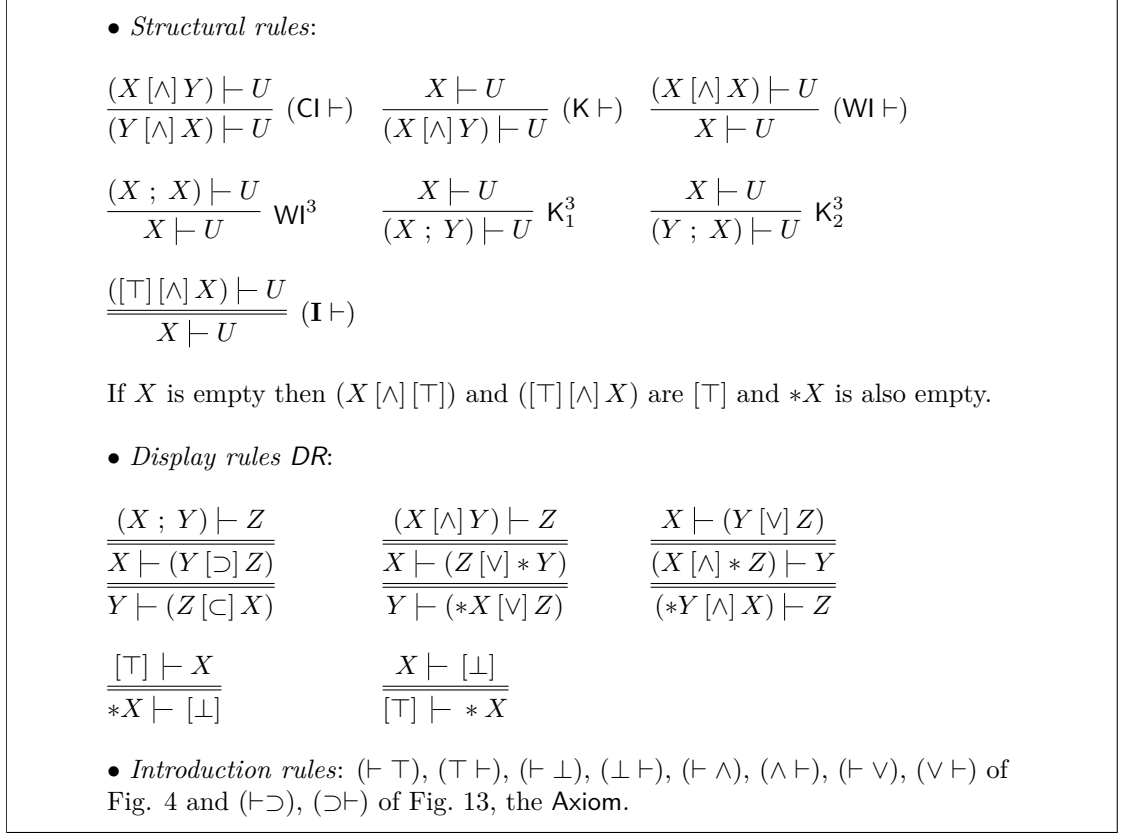 • Structural rules:
(X [∧] Y) ⊢ U / (Y [∧] X) ⊢ U (CI ⊢)   X ⊢ U / (X [∧] Y) ⊢ U (K ⊢)   (X [∧] X) ⊢ U / X ⊢ U (WI ⊢)
(X ; X) ⊢ U / X ⊢ U WI³   X ⊢ U / (X ; Y) ⊢ U K₁³   X ⊢ U / (Y ; X) ⊢ U K₂³
([⊤] [∧] X) ⊢ U / X ⊢ U (I ⊢)
If X is empty then (X [∧] [⊤]) and ([⊤] [∧] X) are [⊤] and ∗X is also empty.
• Display rules DR:
(X ; Y) ⊢ Z   (X [∧] Y) ⊢ Z   X ⊢ (Y [∨] Z)
X ⊢ (Y [⊃] Z)   X ⊢ (Z [∨] ∗ Y)   (X [∧] ∗ Z) ⊢ Y
Y ⊢ (Z [⊂] X)   Y ⊢ (∗X [∨] Z)   (∗Y [∧] X) ⊢ Z
[⊤] ⊢ X   X ⊢ [⊥]
∗X ⊢ [⊥]   [⊤] ⊢ ∗ X
• Introduction rules: (⊢ ⊤), (⊤ ⊢), (⊢ ⊥), (⊥ ⊢), (⊢ ∧), (∧ ⊢), (⊢ ∨), (∨ ⊢) of
Fig. 4 and (⊢⊃), (⊃⊢) of Fig. 13, the Axiom.